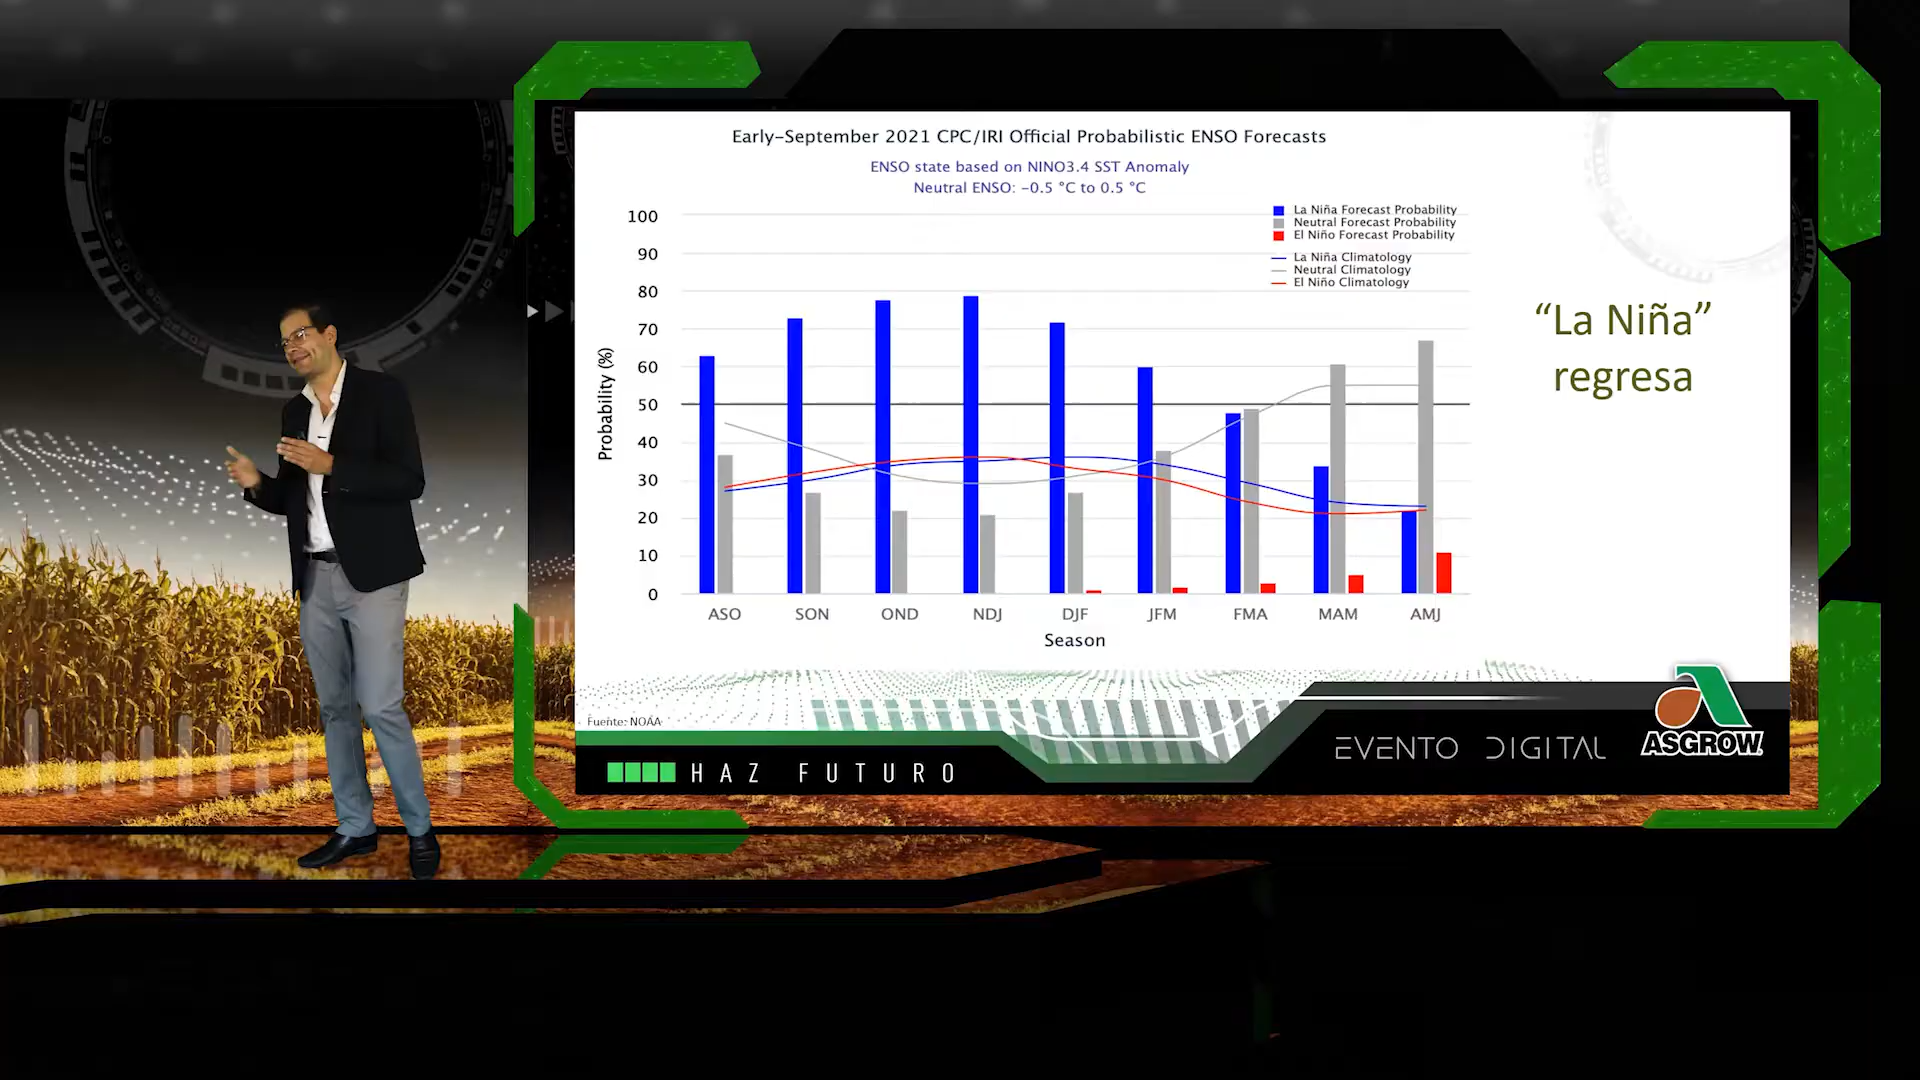 Early-September 2021 CPC/IRI Official Probabilistic ENSO Forecasts
ENSO state based on NINO3.4 SST Anomaly
Neutral ENSO: -0.5 °C to 0.5 °C
La Niña Forecast Probability
Neutral Forecast Probability
El Niño Forecast Probability
La Niña Climatology
Neutral Climatology
El Niño Climatology
100
90
80
70
60
50
40
30
20
10
0
Probability (%)
ASO SON OND NDJ DJF JFM FMA MAM AMJ
Season
“La Niña”
regresa
Fuente: NOAA
HAZ FUTURO
EVENTO DIGITAL
ASGROW